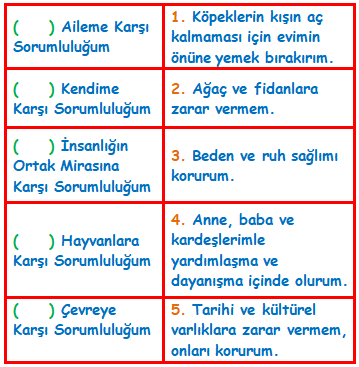 (    ) Aileme Karşı
Sorumluluğum
1. Köpeklerin kışın aç
kalmaması için evimin
önüne yemek bırakırım.
(    ) Kendime
Karşı Sorumluluğum
2. Ağaç ve fidanlara
zarar vermem.
(    ) İnsanlığın
Ortak Mirasına
Karşı Sorumluluğum
3. Beden ve ruh sağlımı
korurum.
(    ) Hayvanlara
Karşı Sorumluluğum
4. Anne, baba ve
kardeşlerimle
yardımlaşma ve
dayanışma içinde olurum.
(    ) Çevreye
Karşı Sorumluluğum
5. Tarihi ve kültürel
varlıklara zarar vermem,
onları korurum.